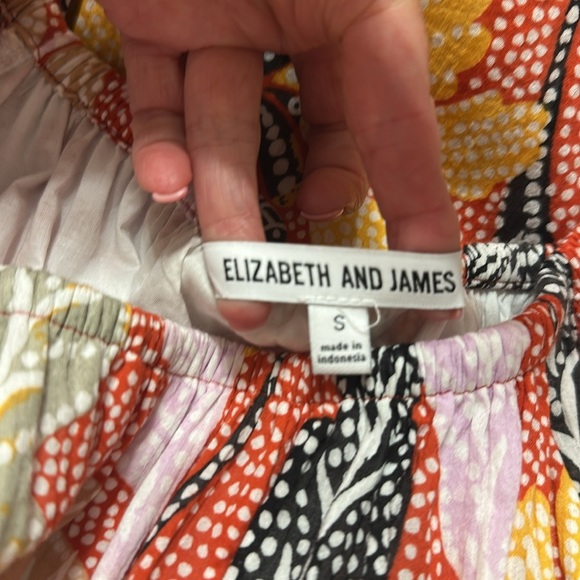 ELIZABETH AND JAMES
S
made in
indonesia